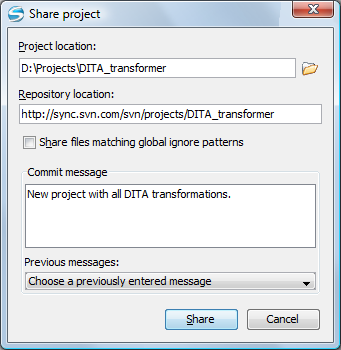 Share project
Project location:
D:\Projects\DITA_transformer
Repository location:
http://sync.svn.com/svn/projects/DITA_transformer
Share files matching global ignore patterns
Commit message
New project with all DITA transformations.
Previous messages:
Choose a previously entered message
Share Cancel